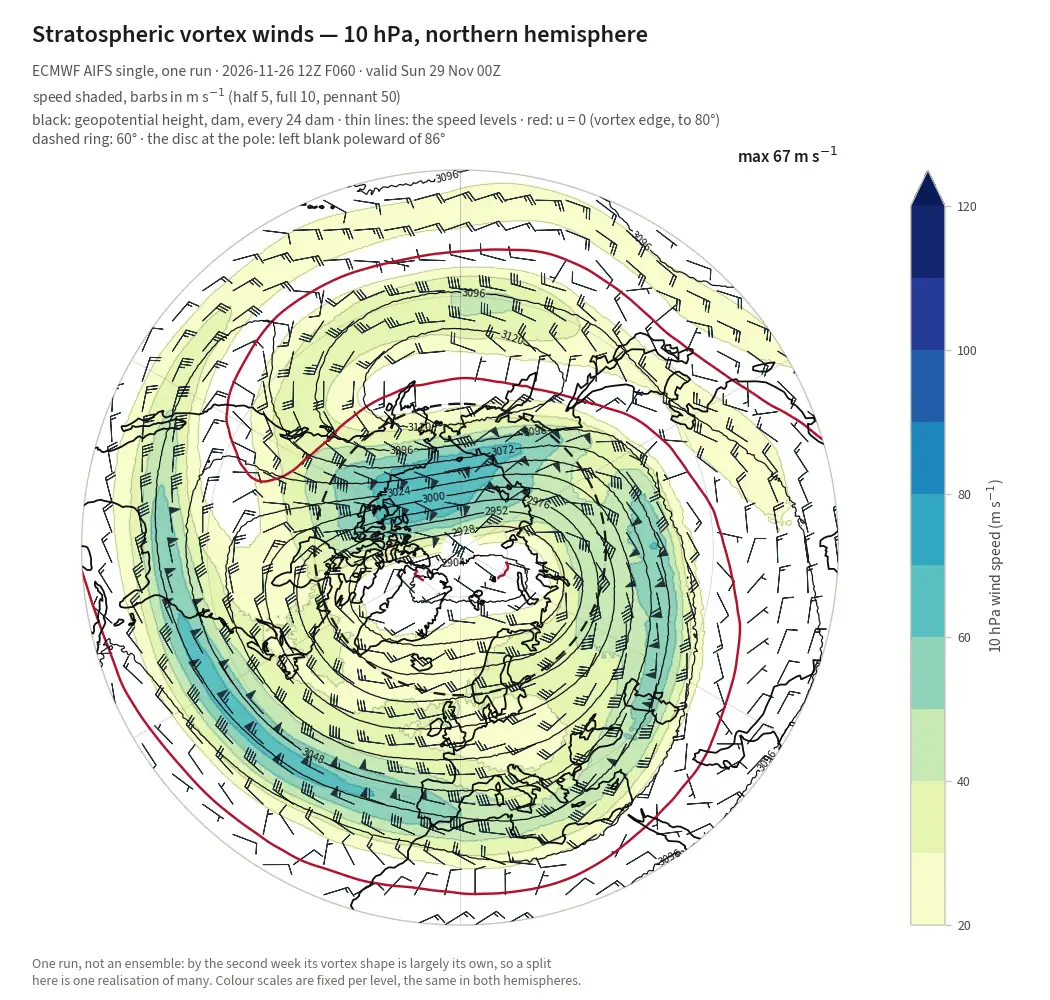 Stratospheric vortex winds — 10 hPa, northern hemisphere
ECMWF AIFS single, one run · 2026-11-26 12Z F060 · valid Sun 29 Nov 00Z
speed shaded, barbs in m s⁻¹ (half 5, full 10, pennant 50)
black: geopotential height, dam, every 24 dam · thin lines: the speed levels · red: u = 0 (vortex edge, to 80°)
dashed ring: 60° · the disc at the pole: left blank poleward of 86°
max 67 m s⁻¹
3096
3096
3096
3120
3120
3096
3096
3072
3024
3000
2976
2952
2928
2904
3048
3096
3096
120
100
80
60
40
20
10 hPa wind speed (m s⁻¹)
One run, not an ensemble: by the second week its vortex shape is largely its own, so a split
here is one realisation of many. Colour scales are fixed per level, the same in both hemispheres.